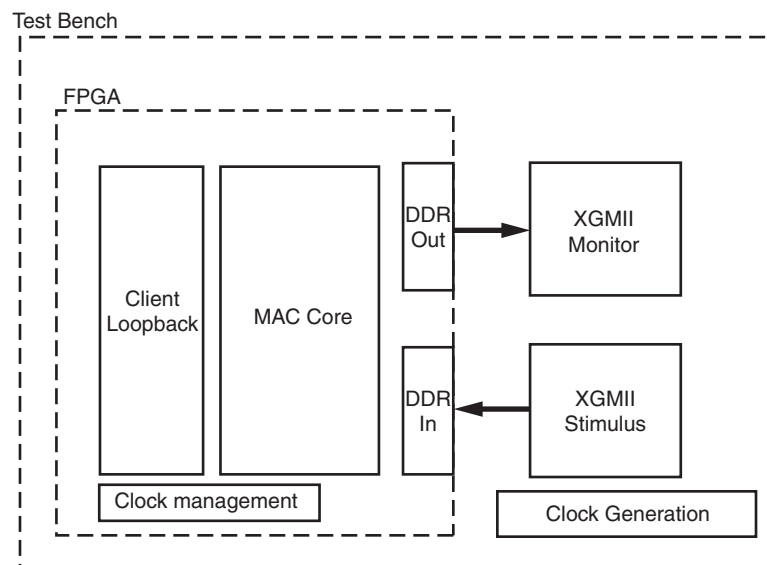 Test Bench
FPGA
DDR
Out
XGMII
Monitor
Client
Loopback
MAC Core
DDR
In
XGMII
Stimulus
Clock management
Clock Generation